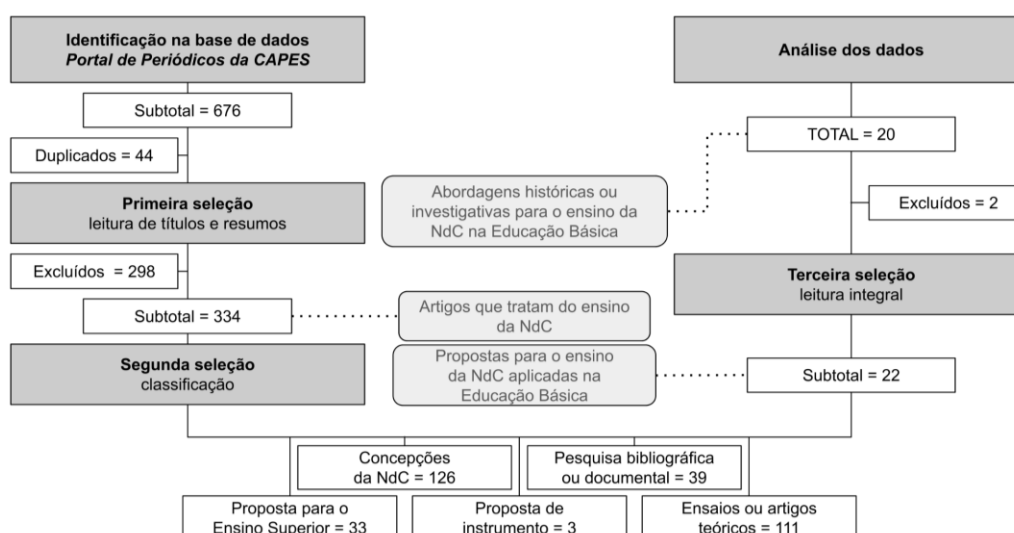 Identificação na base de dados
Portal de Periódicos da CAPES
Subtotal = 676
Duplicados = 44
Primeira seleção
leitura de títulos e resumos
Excluídos = 298
Subtotal = 334
Segunda seleção
classificação
Abordagens históricas ou
investigativas para o ensino da
NdC na Educação Básica
Artigos que tratam do ensino
da NdC
Propostas para o ensino
da NdC aplicadas na
Educação Básica
Análise dos dados
TOTAL = 20
Excluídos = 2
Terceira seleção
leitura integral
Subtotal = 22
Concepções
da NdC = 126
Pesquisa bibliográfica
ou documental = 39
Proposta para o
Ensino Superior = 33
Proposta de
instrumento = 3
Ensaios ou artigos
teóricos = 111